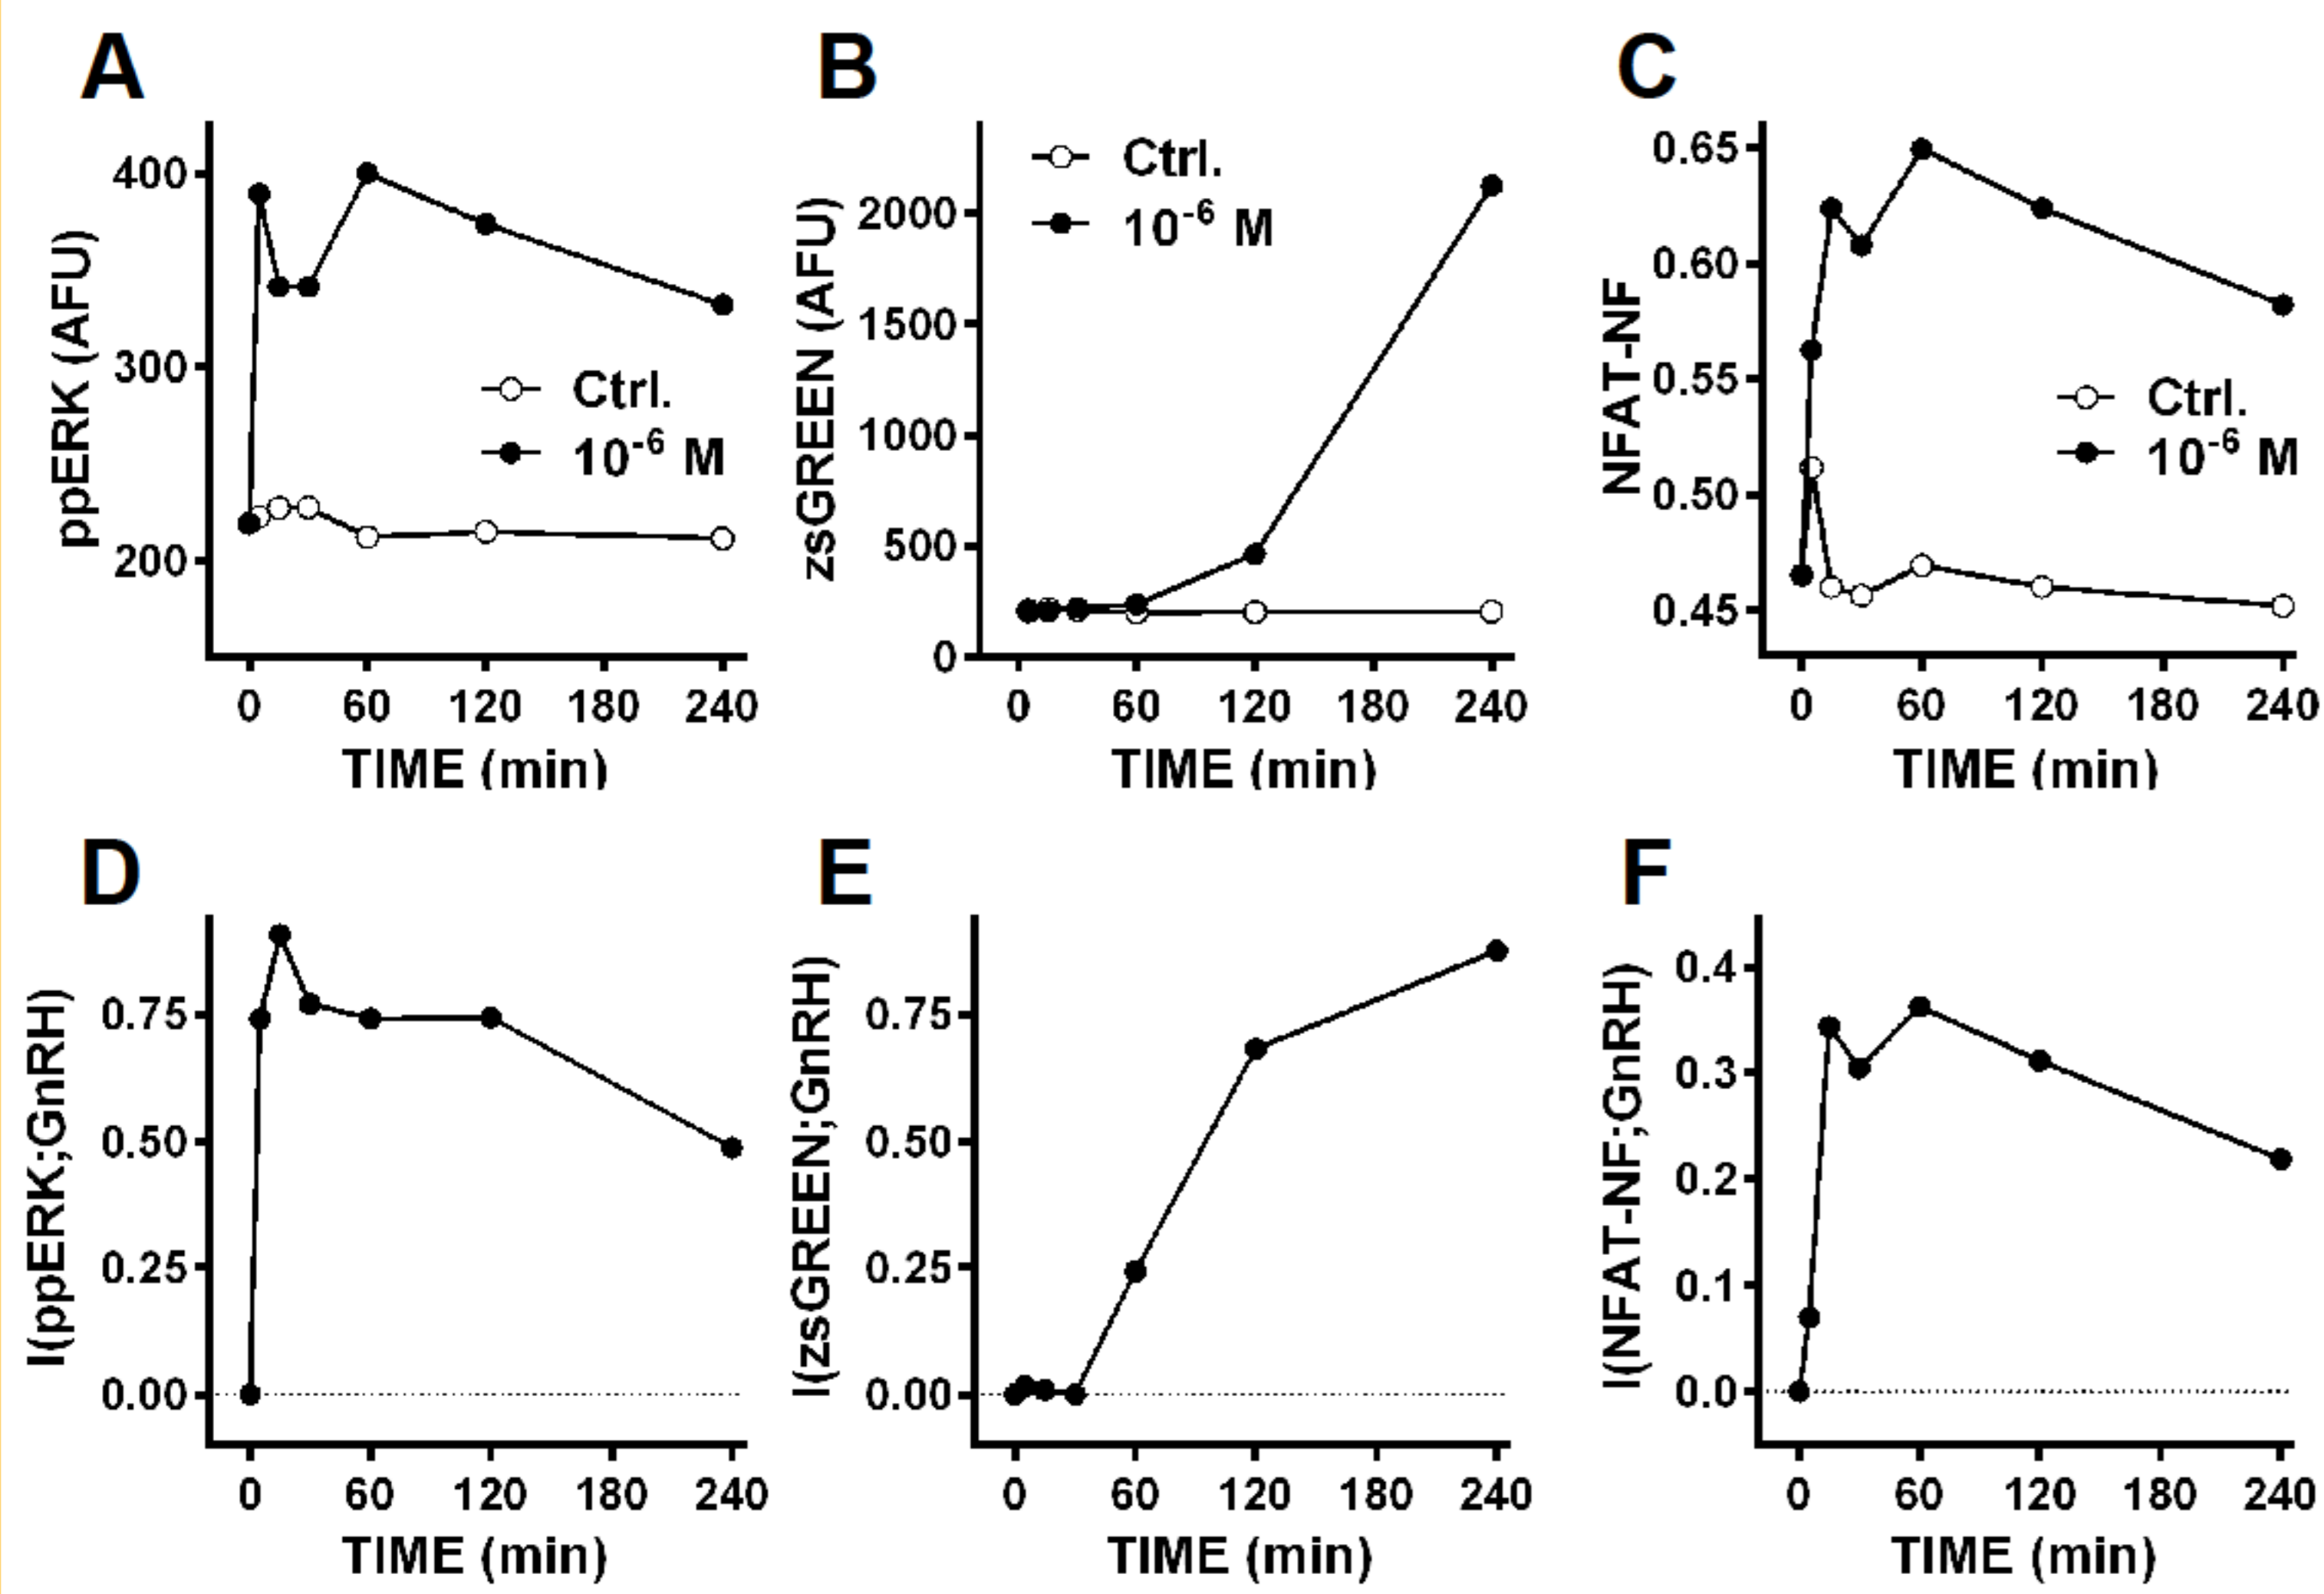 A
ppERK (AFU)
400
300
200
Ctrl.
10⁻⁶ M
0 60 120 180 240
TIME (min)
B
zsGREEN (AFU)
2000
1500
1000
500
0
Ctrl.
10⁻⁶ M
0 60 120 180 240
TIME (min)
C
NFAT-NF
0.65
0.60
0.55
0.50
0.45
Ctrl.
10⁻⁶ M
0 60 120 180 240
TIME (min)
D
I(ppERK;GnRH)
0.75
0.50
0.25
0.00
0 60 120 180 240
TIME (min)
E
I(zsGREEN;GnRH)
0.75
0.50
0.25
0.00
0 60 120 180 240
TIME (min)
F
I(NFAT-NF;GnRH)
0.4
0.3
0.2
0.1
0.0
0 60 120 180 240
TIME (min)